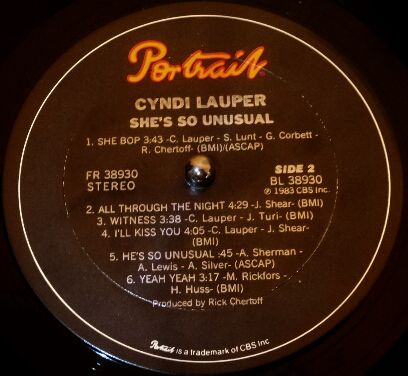 Portrait
CYNDI LAUPER
SHE'S SO UNUSUAL
1. SHE BOP 3:43 -C. Lauper - S. Lunt - G. Corbett -
R. Chertoff- (BMI)/(ASCAP)
FR 38930
STEREO
SIDE 2
BL 38930
℗ 1983 CBS Inc.
2. ALL THROUGH THE NIGHT 4:29 -J. Shear- (BMI)
3. WITNESS 3:38 -C. Lauper - J. Turi- (BMI)
4. I'LL KISS YOU 4:05 -C. Lauper - J. Shear-
(BMI)
5. HE'S SO UNUSUAL :45 -A. Sherman -
A. Lewis - A. Silver- (ASCAP)
6. YEAH YEAH 3:17 -M. Rickfors -
H. Huss- (BMI)
Produced by Rick Chertoff
Portrait is a trademark of CBS Inc